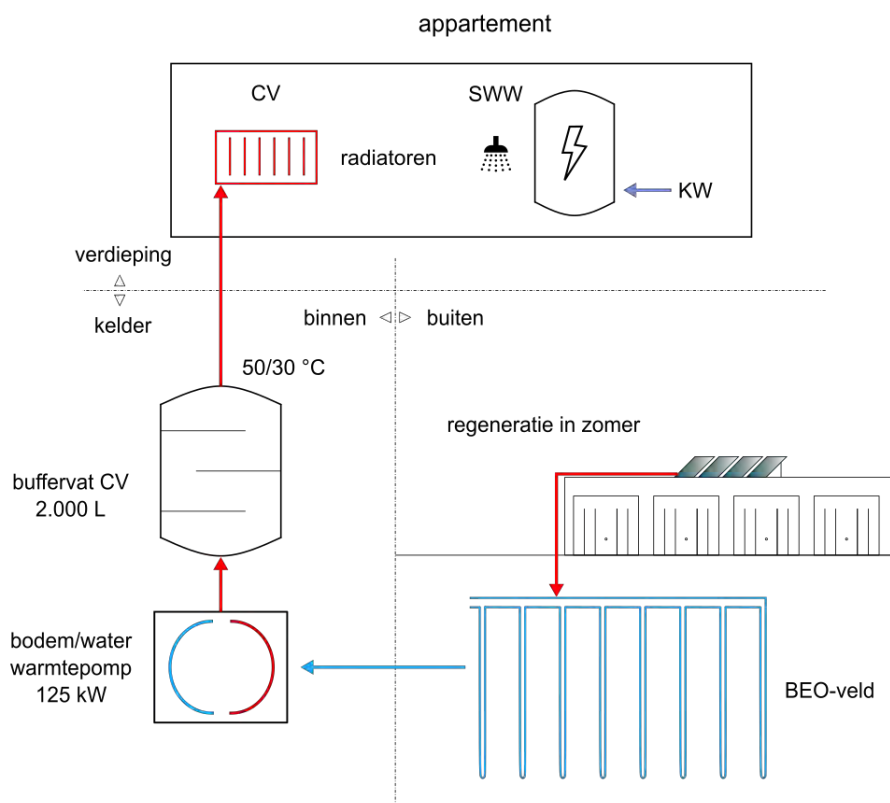 appartement
CV
SWW
radiatoren
KW
verdieping
kelder
binnen
buiten
50/30 °C
regeneratie in zomer
buffervat CV
2.000 L
bodem/water
warmtepomp
125 kW
BEO-veld